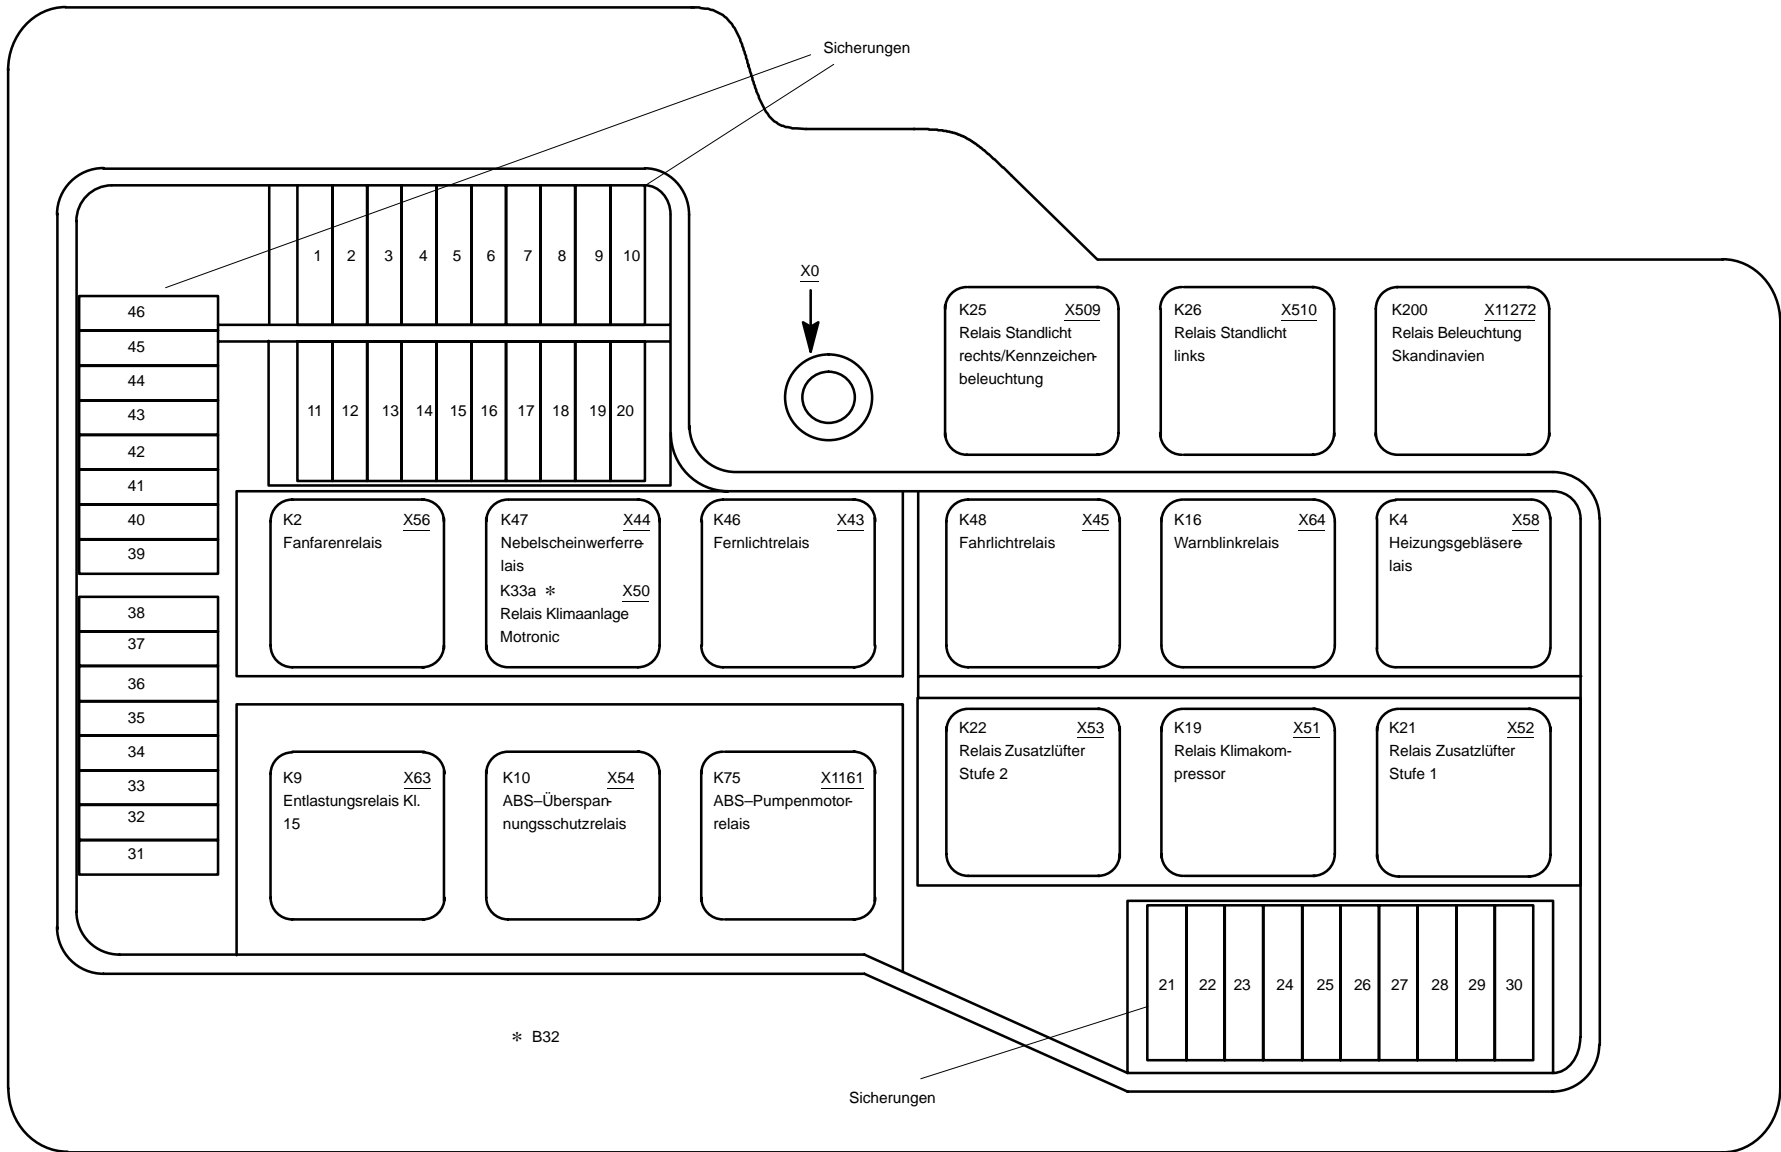 Sicherungen
1 2 3 4 5 6 7 8 9 10
X0
46
45
44
43
42
41
40
39
38
37
36
35
34
33
32
31
11 12 13 14 15 16 17 18 19 20
K25 X509
Relais Standlicht
rechts/Kennzeichen-
beleuchtung
K26 X510
Relais Standlicht
links
K200 X11272
Relais Beleuchtung
Skandinavien
K2 X56
Fanfarenrelais
K47 X44
Nebelscheinwerferre-
lais
K33a * X50
Relais Klimaanlage
Motronic
K46 X43
Fernlichtrelais
K48 X45
Fahrlichtrelais
K16 X64
Warnblinkrelais
K4 X58
Heizungsgebläsere-
lais
K9 X63
Entlastungsrelais Kl.
15
K10 X54
ABS–Überspan-
nungsschutzrelais
K75 X1161
ABS–Pumpenmotor-
relais
K22 X53
Relais Zusatzlüfter
Stufe 2
K19 X51
Relais Klimakom-
pressor
K21 X52
Relais Zusatzlüfter
Stufe 1
21 22 23 24 25 26 27 28 29 30
* B32
Sicherungen